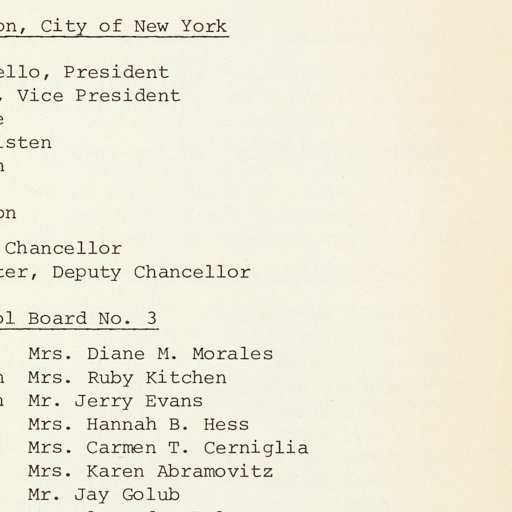 on, City of New York
ello, President
, Vice President
e
isten
n
on
Chancellor
ter, Deputy Chancellor
ol Board No. 3
Mrs. Diane M. Morales
n Mrs. Ruby Kitchen
n Mr. Jerry Evans
Mrs. Hannah B. Hess
Mrs. Carmen T. Cerniglia
Mrs. Karen Abramovitz
Mr. Jay Golub